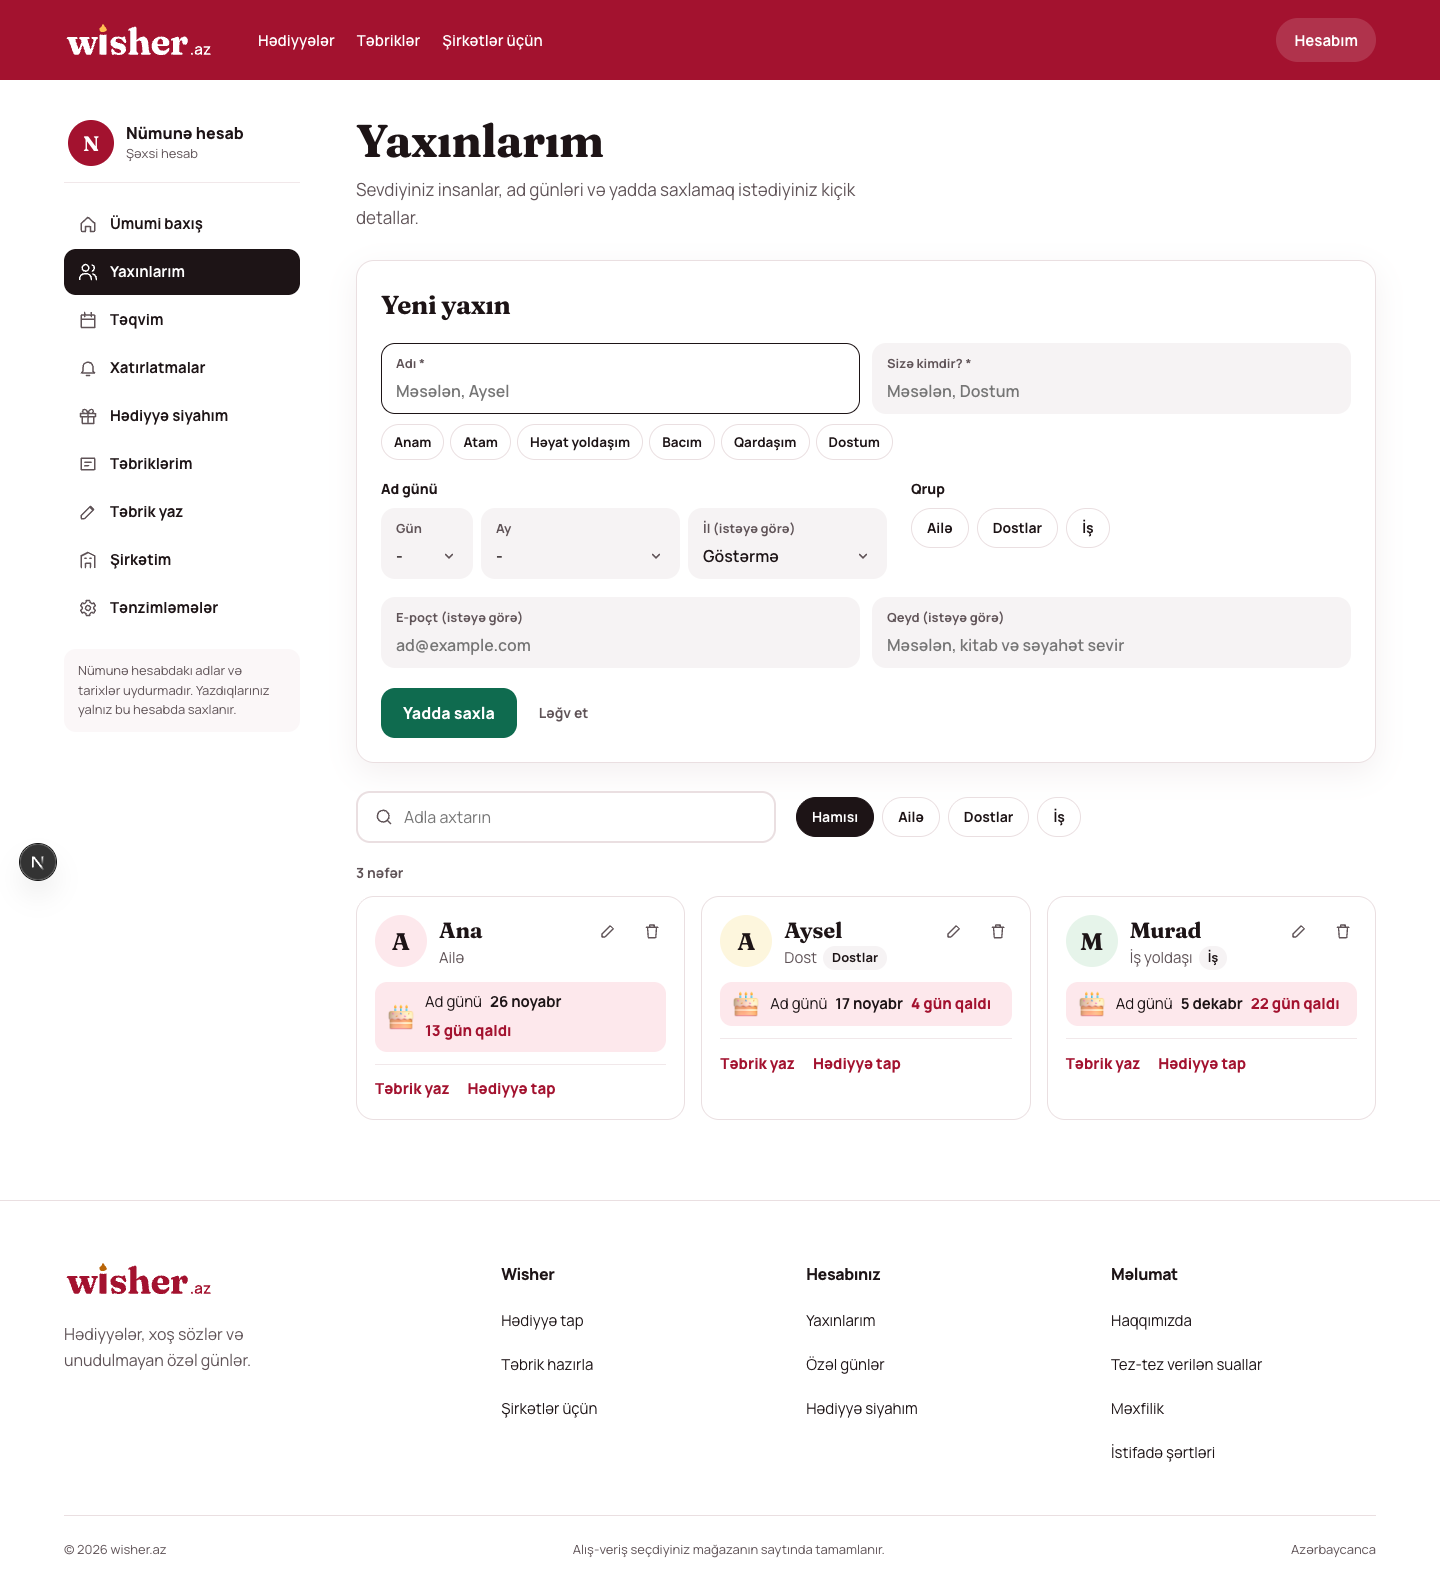 wisher.az
Hədiyyələr
Təbriklər
Şirkətlər üçün
Hesabım
N
Nümunə hesab
Şəxsi hesab
Ümumi baxış
Yaxınlarım
Təqvim
Xatırlatmalar
Hədiyyə siyahım
Təbriklərim
Təbrik yaz
Şirkətim
Tənzimləmələr
Nümunə hesabdakı adlar və
tarixlər uydurmadır. Yazdıqlarınız
yalnız bu hesabda saxlanır.
N
Yaxınlarım
Sevdiyiniz insanlar, ad günləri və yadda saxlamaq istədiyiniz kiçik
detallar.
Yeni yaxın
Adı *
Məsələn, Aysel
Sizə kimdir? *
Məsələn, Dostum
Anam
Atam
Həyat yoldaşım
Bacım
Qardaşım
Dostum
Ad günü
Gün
-
Ay
-
İl (istəyə görə)
Göstərmə
Qrup
Ailə
Dostlar
İş
E-poçt (istəyə görə)
ad@example.com
Qeyd (istəyə görə)
Məsələn, kitab və səyahət sevir
Yadda saxla
Ləğv et
Adla axtarın
Hamısı
Ailə
Dostlar
İş
3 nəfər
A
Ana
Ailə
Ad günü 26 noyabr
13 gün qaldı
Təbrik yaz
Hədiyyə tap
A
Aysel
Dost
Dostlar
Ad günü 17 noyabr 4 gün qaldı
Təbrik yaz
Hədiyyə tap
M
Murad
İş yoldaşı
İş
Ad günü 5 dekabr 22 gün qaldı
Təbrik yaz
Hədiyyə tap
wisher.az
Hədiyyələr, xoş sözlər və
unudulmayan özəl günlər.
Wisher
Hədiyyə tap
Təbrik hazırla
Şirkətlər üçün
Hesabınız
Yaxınlarım
Özəl günlər
Hədiyyə siyahım
Məlumat
Haqqımızda
Tez-tez verilən suallar
Məxfilik
İstifadə şərtləri
© 2026 wisher.az
Alış-veriş seçdiyiniz mağazanın saytında tamamlanır.
Azərbaycanca